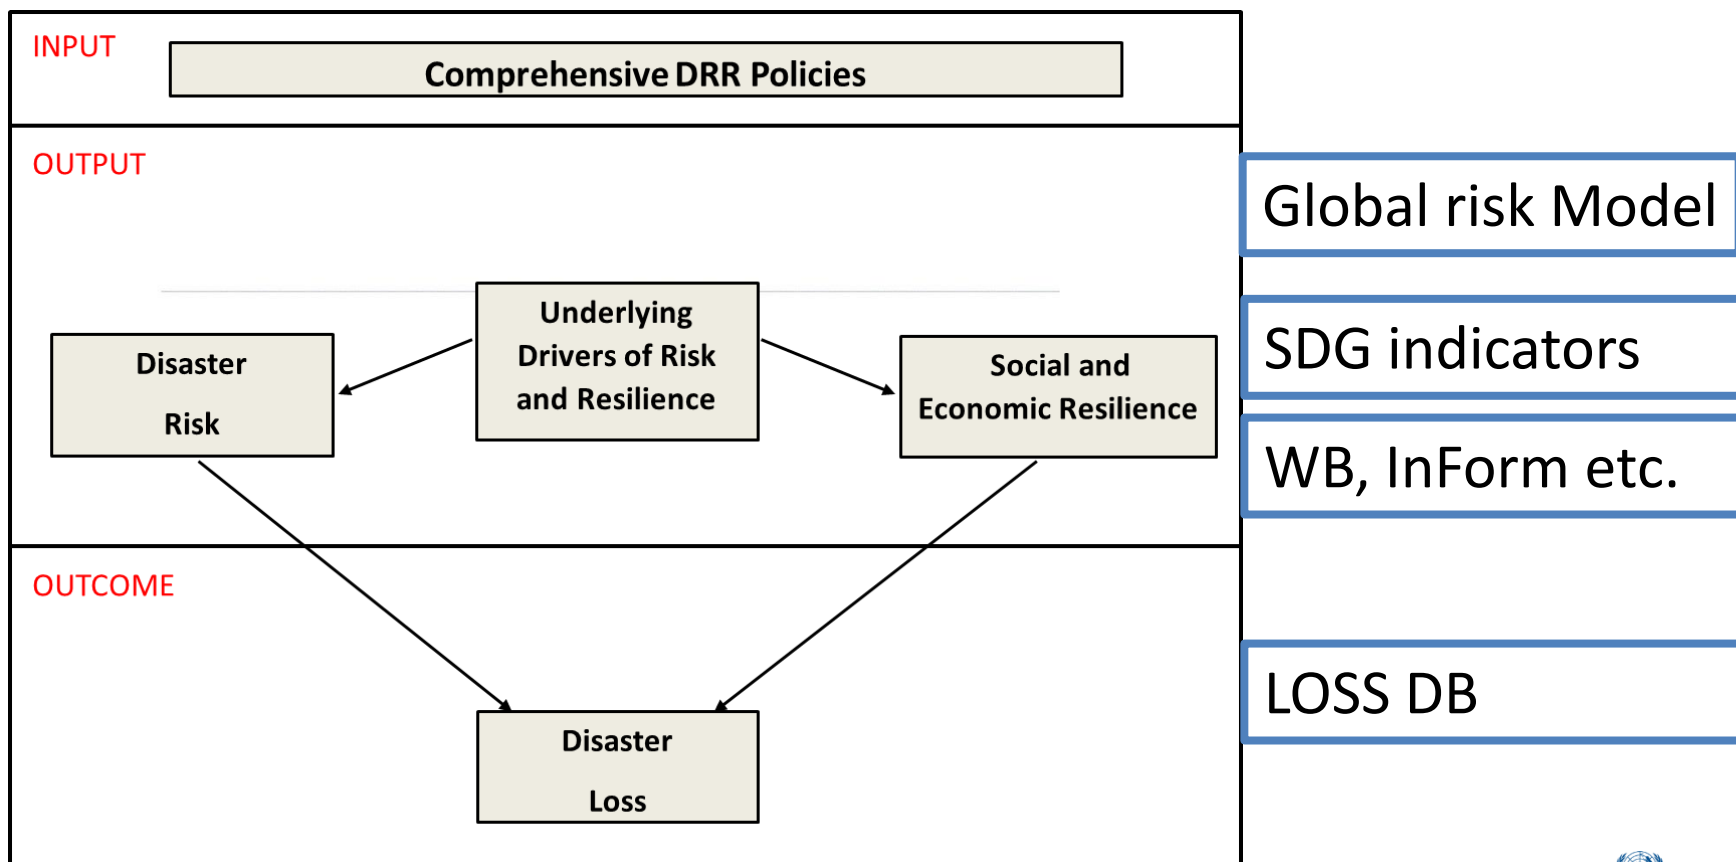 INPUT
Comprehensive DRR Policies
OUTPUT
Global risk Model
Underlying
Drivers of Risk
and Resilience
Disaster
Risk
Social and
Economic Resilience
SDG indicators
WB, InForm etc.
OUTCOME
LOSS DB
Disaster
Loss